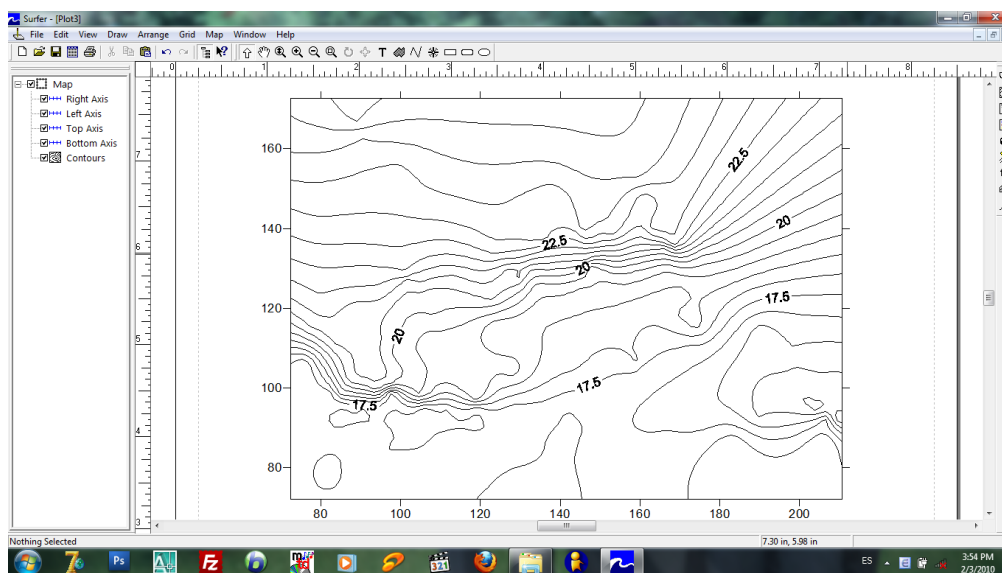 Surfer - [Plot3]
File Edit View Draw Arrange Grid Map Window Help
T
0 1 2 3 4 5 6 7 8
Map
Right Axis
Left Axis
Top Axis
Bottom Axis
Contours
7
6
5
4
3
160
140
120
100
80
22.5
20
22.5
20
17.5
20
17.5
17.5
80 100 120 140 160 180 200
Nothing Selected
7.30 in, 5.98 in
Ps
Fz
321
ES
3:54 PM
2/3/2010